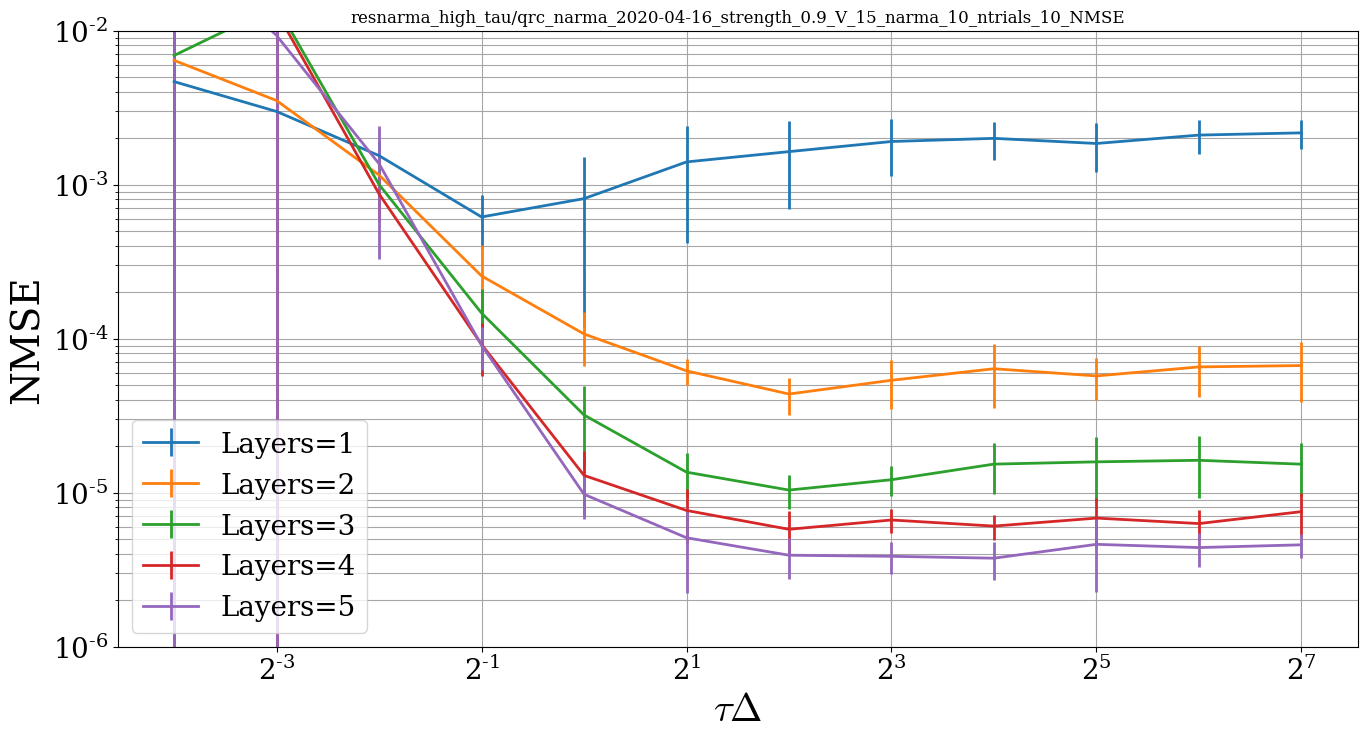 resnarma_high_tau/qrc_narma_2020-04-16_strength_0.9_V_15_narma_10_ntrials_10_NMSE
10^-2
10^-3
10^-4
10^-5
10^-6
NMSE
Layers=1
Layers=2
Layers=3
Layers=4
Layers=5
2^-3 2^-1 2^1 2^3 2^5 2^7
τΔ